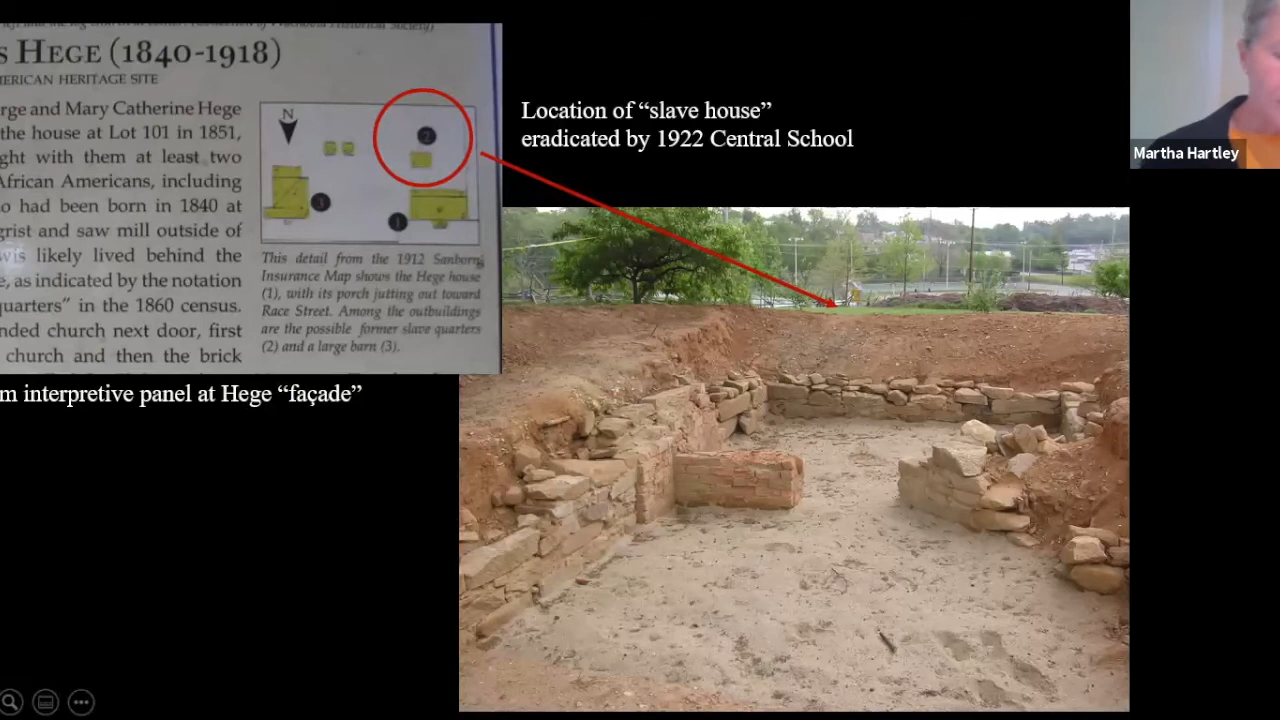 s HEGE (1840-1918)
MERICAN HERITAGE SITE
rge and Mary Catherine Hege
the house at Lot 101 in 1851,
ght with them at least two
African Americans, including
o had been born in 1840 at
grist and saw mill outside of
wis likely lived behind the
e, as indicated by the notation
quarters” in the 1860 census.
nded church next door, first
church and then the brick
N
2
3
1
This detail from the 1912 Sanborn
Insurance Map shows the Hege house
(1), with its porch jutting out toward
Race Street. Among the outbuildings
are the possible former slave quarters
(2) and a large barn (3).
m interpretive panel at Hege “façade”
Location of “slave house”
eradicated by 1922 Central School
Martha Hartley